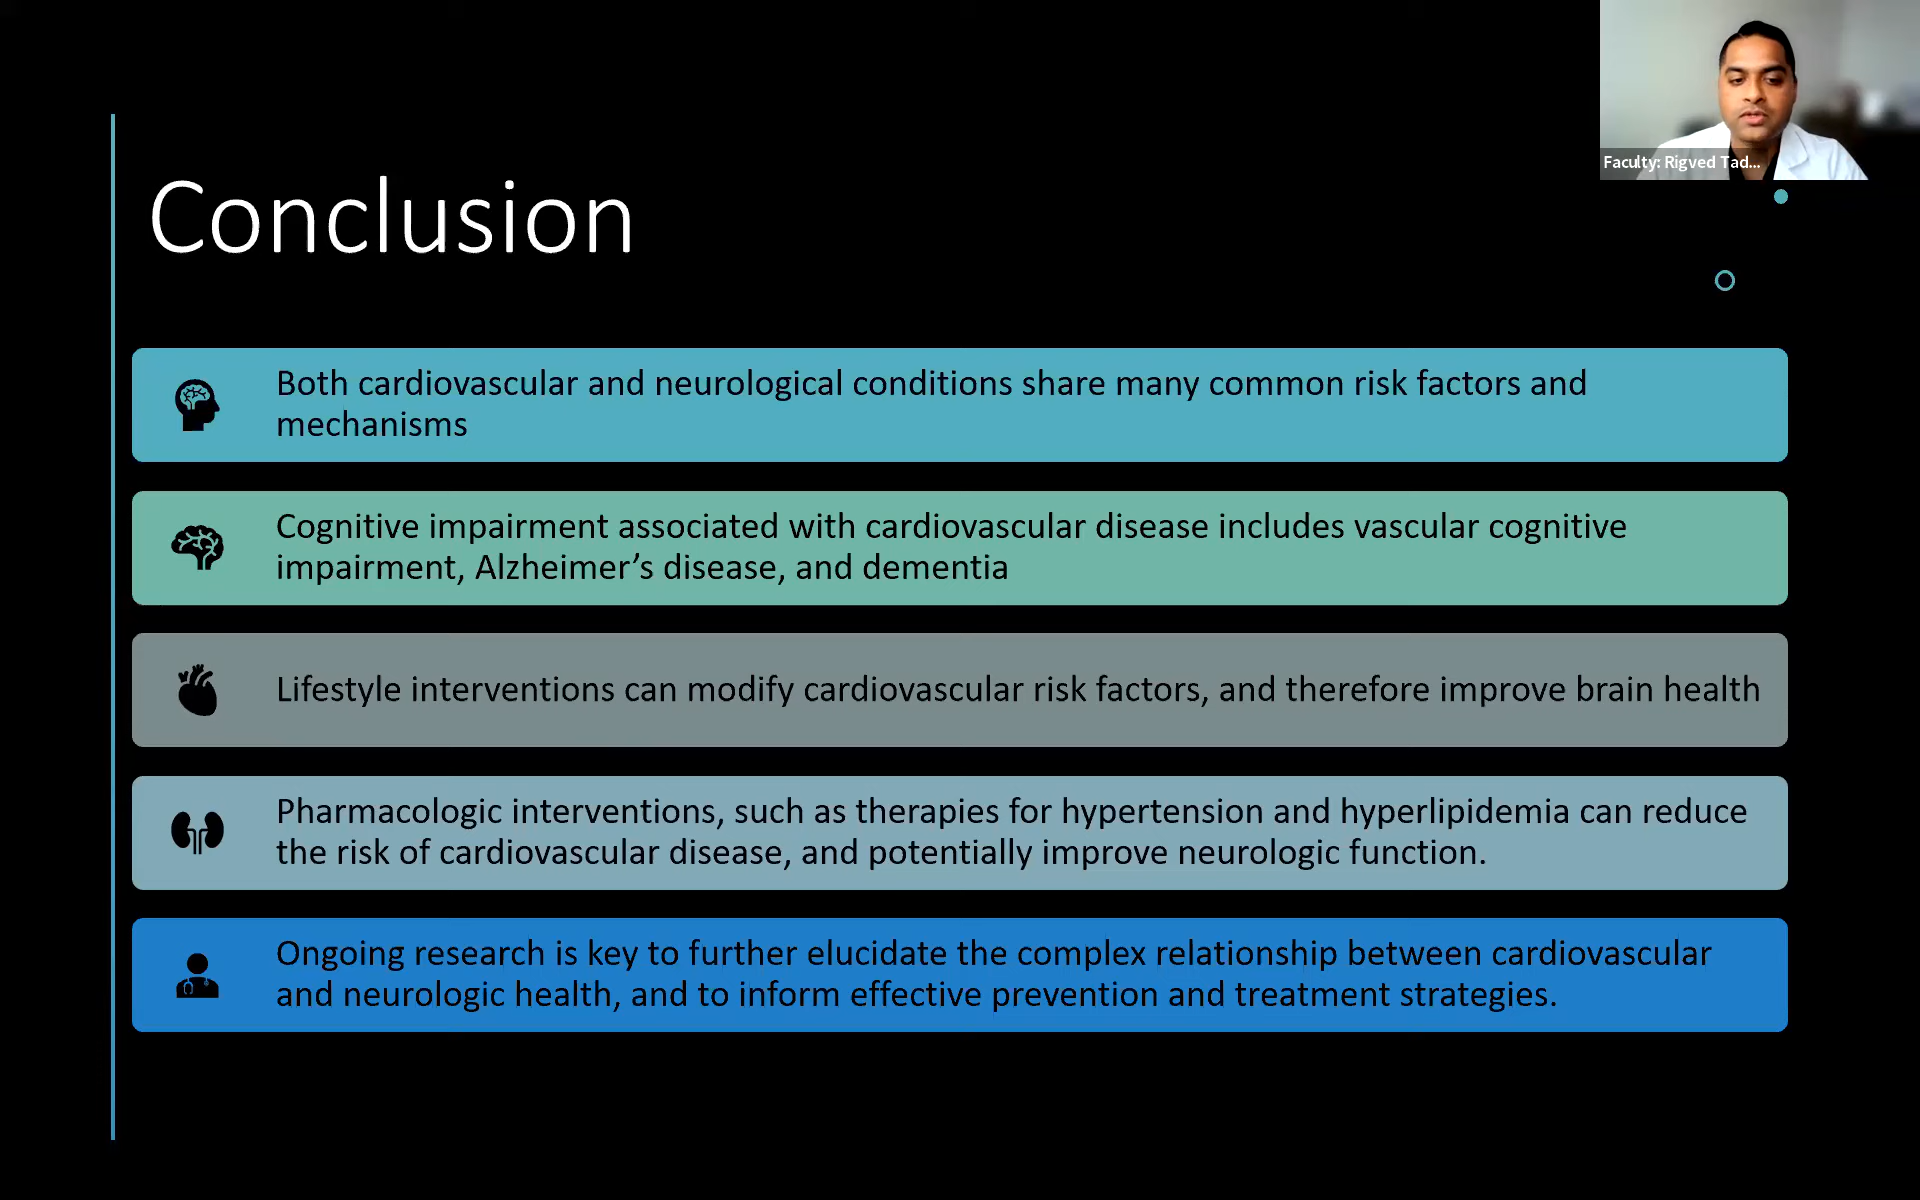 Faculty: Rigved Tad...
Conclusion
Both cardiovascular and neurological conditions share many common risk factors and
mechanisms
Cognitive impairment associated with cardiovascular disease includes vascular cognitive
impairment, Alzheimer’s disease, and dementia
Lifestyle interventions can modify cardiovascular risk factors, and therefore improve brain health
Pharmacologic interventions, such as therapies for hypertension and hyperlipidemia can reduce
the risk of cardiovascular disease, and potentially improve neurologic function.
Ongoing research is key to further elucidate the complex relationship between cardiovascular
and neurologic health, and to inform effective prevention and treatment strategies.